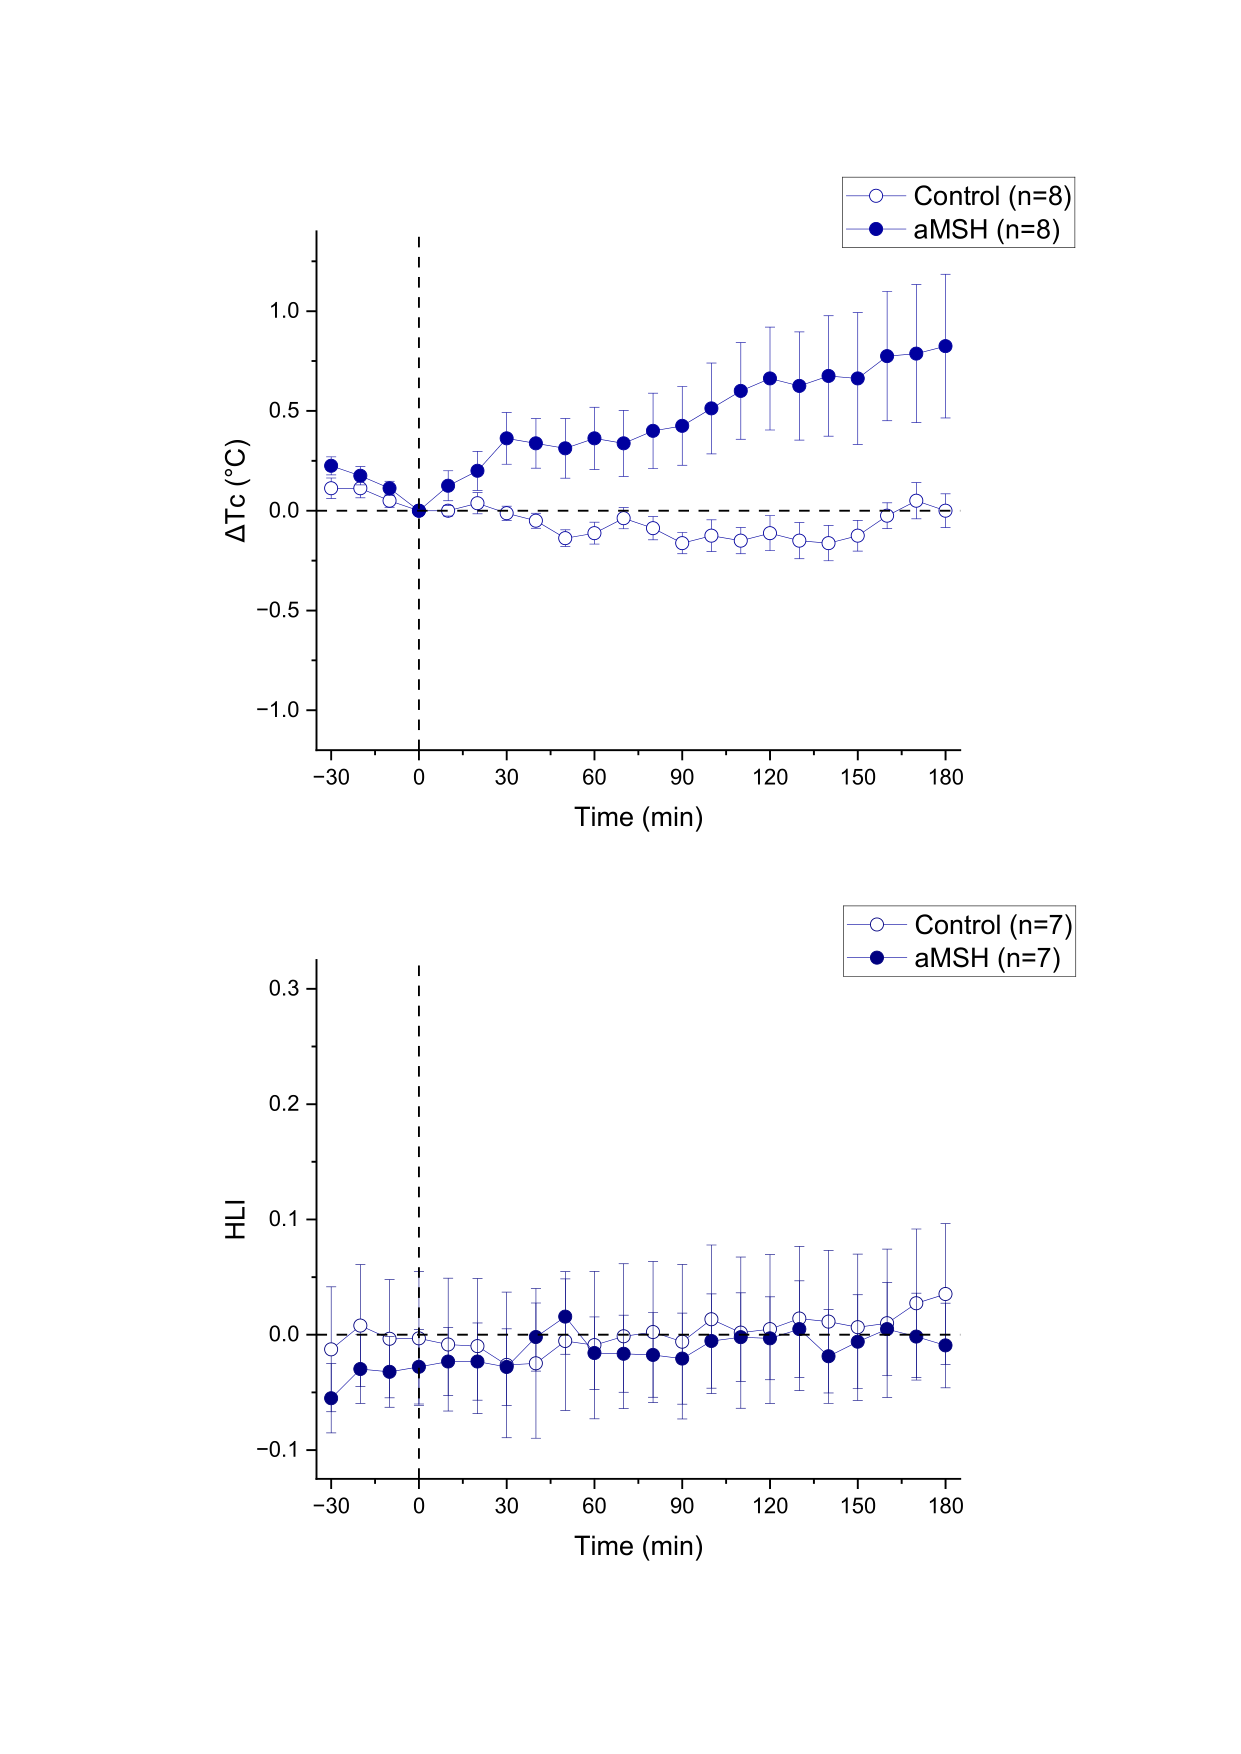 Control (n=8)
aMSH (n=8)
1.0
0.5
0.0
−0.5
−1.0
ΔTc (°C)
−30 0 30 60 90 120 150 180
Time (min)
Control (n=7)
aMSH (n=7)
0.3
0.2
0.1
0.0
−0.1
HLI
−30 0 30 60 90 120 150 180
Time (min)